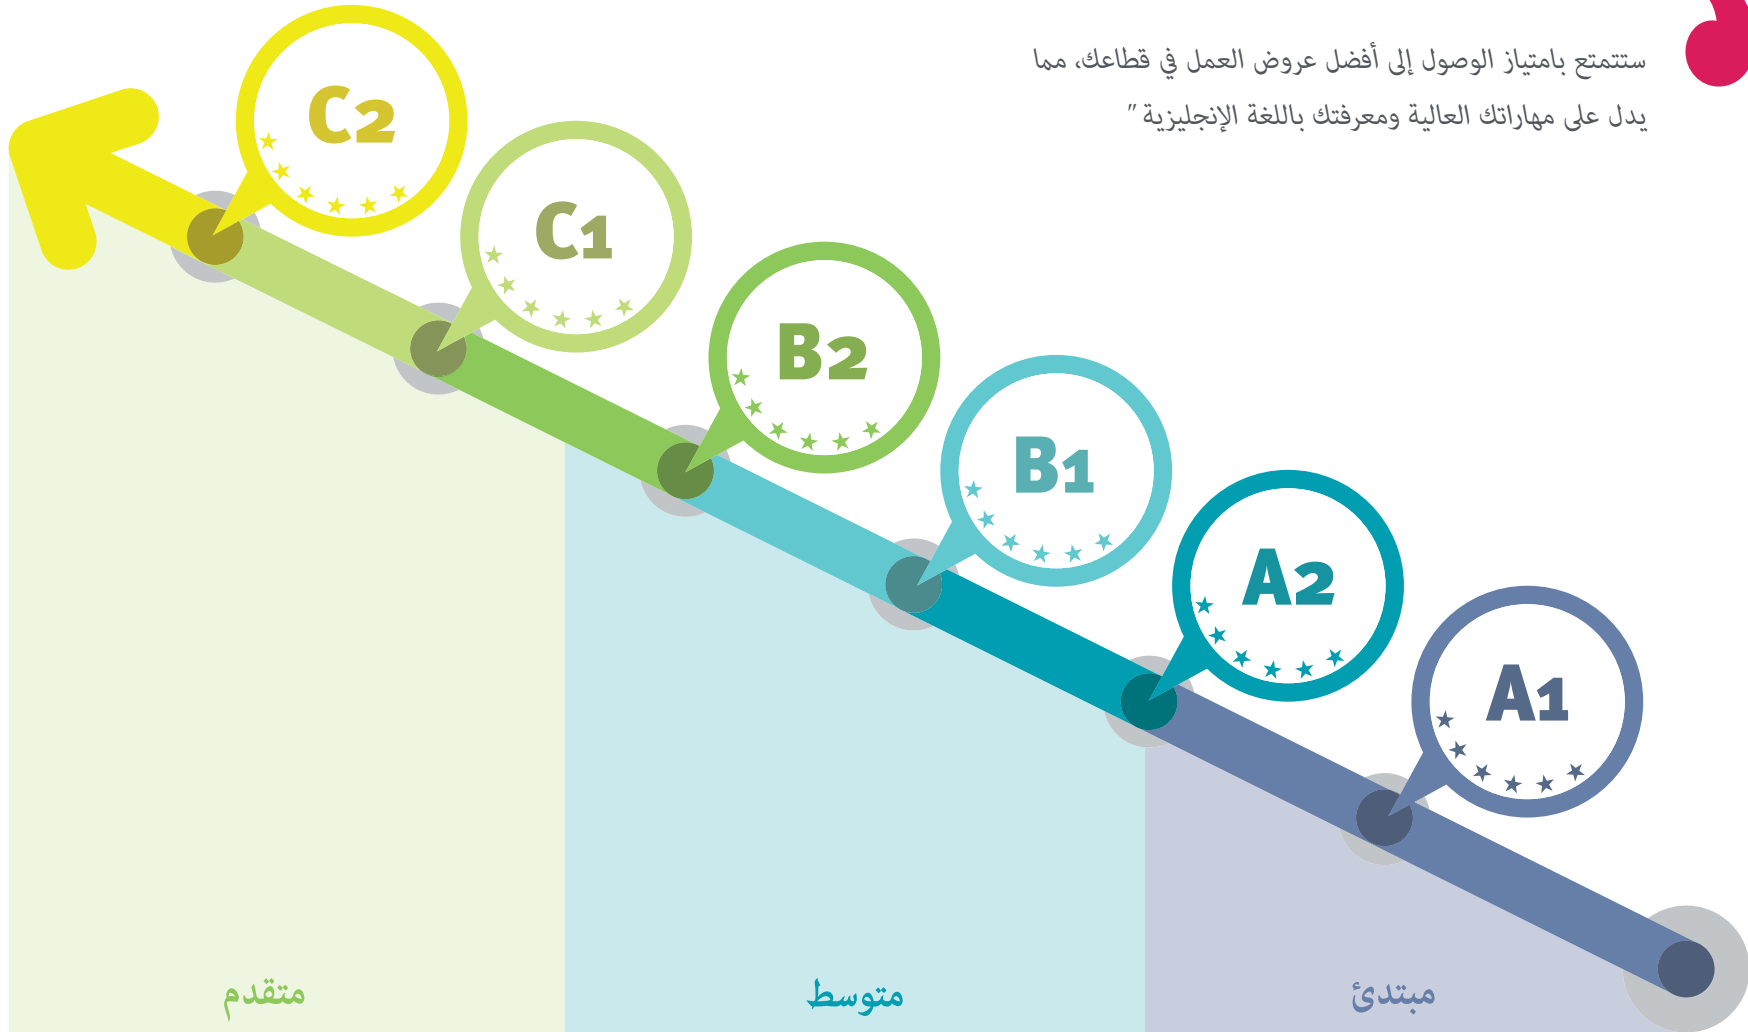 ستتمتع بامتياز الوصول إلى أفضل عروض العمل في قطاعك، مما
يدل على مهاراتك العالية ومعرفتك باللغة الإنجليزية "
C2
C1
B2
B1
A2
A1
مبتدئ
متوسط
متقدم